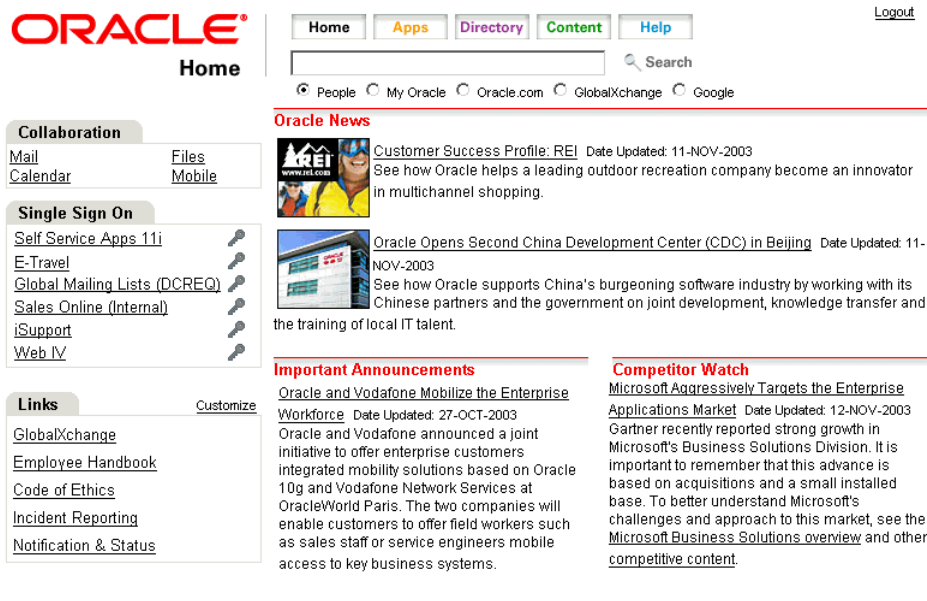 ORACLE
Home
Home Apps Directory Content Help
Logout
Search
People My Oracle Oracle.com GlobalXchange Google
Collaboration
Mail Files
Calendar Mobile
Single Sign On
Self Service Apps 11i
E-Travel
Global Mailing Lists (DCREQ)
Sales Online (Internal)
iSupport
Web IV
Links Customize
GlobalXchange
Employee Handbook
Code of Ethics
Incident Reporting
Notification & Status
Oracle News
REI
www.rei.com
Customer Success Profile: REI Date Updated: 11-NOV-2003
See how Oracle helps a leading outdoor recreation company become an innovator
in multichannel shopping.
ORACLE
Oracle Opens Second China Development Center (CDC) in Beijing Date Updated: 11-
NOV-2003
See how Oracle supports China's burgeoning software industry by working with its
Chinese partners and the government on joint development, knowledge transfer and
the training of local IT talent.
Important Announcements
Oracle and Vodafone Mobilize the Enterprise
Workforce Date Updated: 27-OCT-2003
Oracle and Vodafone announced a joint
initiative to offer enterprise customers
integrated mobility solutions based on Oracle
10g and Vodafone Network Services at
OracleWorld Paris. The two companies will
enable customers to offer field workers such
as sales staff or service engineers mobile
access to key business systems.
Competitor Watch
Microsoft Aggressively Targets the Enterprise
Applications Market Date Updated: 12-NOV-2003
Gartner recently reported strong growth in
Microsoft's Business Solutions Division. It is
important to remember that this advance is
based on acquisitions and a small installed
base. To better understand Microsoft's
challenges and approach to this market, see the
Microsoft Business Solutions overview and other
competitive content.